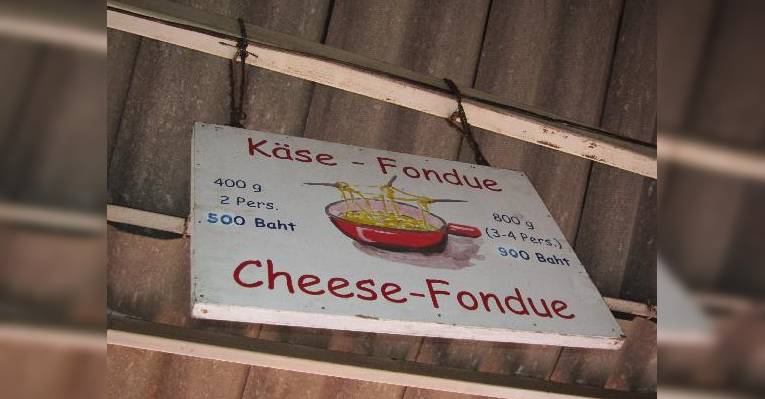 Käse - Fondue
400 g
2 Pers.
500 Baht
800 g
(3-4 Pers.)
900 Baht
Cheese-Fondue